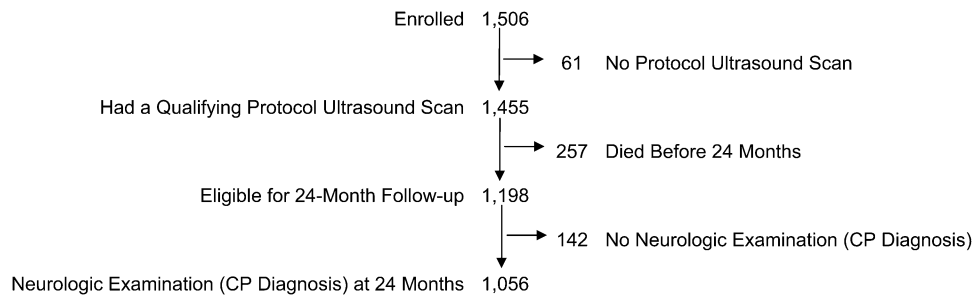 Enrolled 1,506
61 No Protocol Ultrasound Scan
Had a Qualifying Protocol Ultrasound Scan 1,455
257 Died Before 24 Months
Eligible for 24-Month Follow-up 1,198
142 No Neurologic Examination (CP Diagnosis)
Neurologic Examination (CP Diagnosis) at 24 Months 1,056